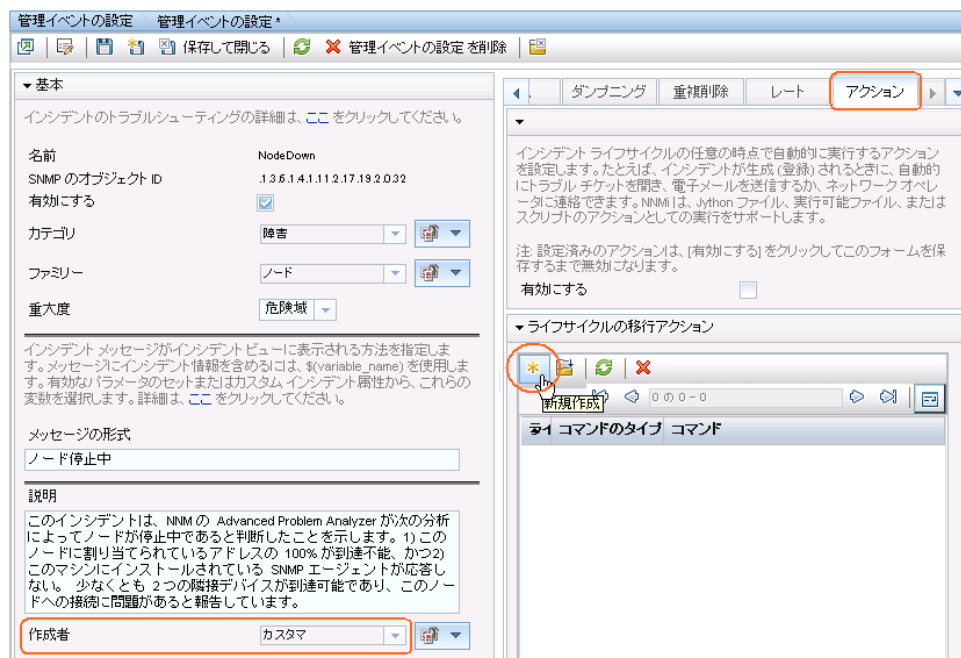 管理イベントの設定 管理イベントの設定*
保存して閉じる 管理イベントの設定を削除
基本
インシデントのトラブルシューティングの詳細は、ここ をクリックしてください。
名前 NodeDown
SNMP のオブジェクト ID .1.3.6.1.4.1.11.2.17.19.2.0.32
有効にする
カテゴリ 障害
ファミリー ノード
重大度 危険域
インシデント メッセージがインシデント ビューに表示される方法を指定しま
す。メッセージにインシデント情報を含めるには、$(variable_name) を使用しま
す。有効なパラメータのセットまたはカスタム インシデント属性から、これらの
変数を選択します。詳細は、ここ をクリックしてください。
メッセージの形式
ノード停止中
説明
このインシデントは、NNM の Advanced Problem Analyzer が次の分析
によってノードが停止中であると判断したことを示します。1) この
ノードに割り当てられているアドレスの 100% が到達不能、かつ2)
このマシンにインストールされている SNMP エージェントが応答し
ない。 少なくとも 2つの隣接デバイスが到達可能であり、このノー
ドへの接続に問題があると報告しています。
作成者 カスタマ
ダンプニング 重複削除 レート アクション
インシデント ライフサイクルの任意の時点で自動的に実行するアクション
を設定します。たとえば、インシデントが生成 (登録) されるときに、自動的
にトラブル チケットを開き、電子メールを送信するか、ネットワーク オペレ
ータに連絡できます。NNMi は、Jython ファイル、実行可能ファイル、または
スクリプトのアクションとしての実行をサポートします。
注: 設定済みのアクションは、[有効にする] をクリックしてこのフォームを保
存するまで無効になります。
有効にする
ライフサイクルの移行アクション
新規作成 0 の 0 - 0
ライ コマンドのタイプ コマンド